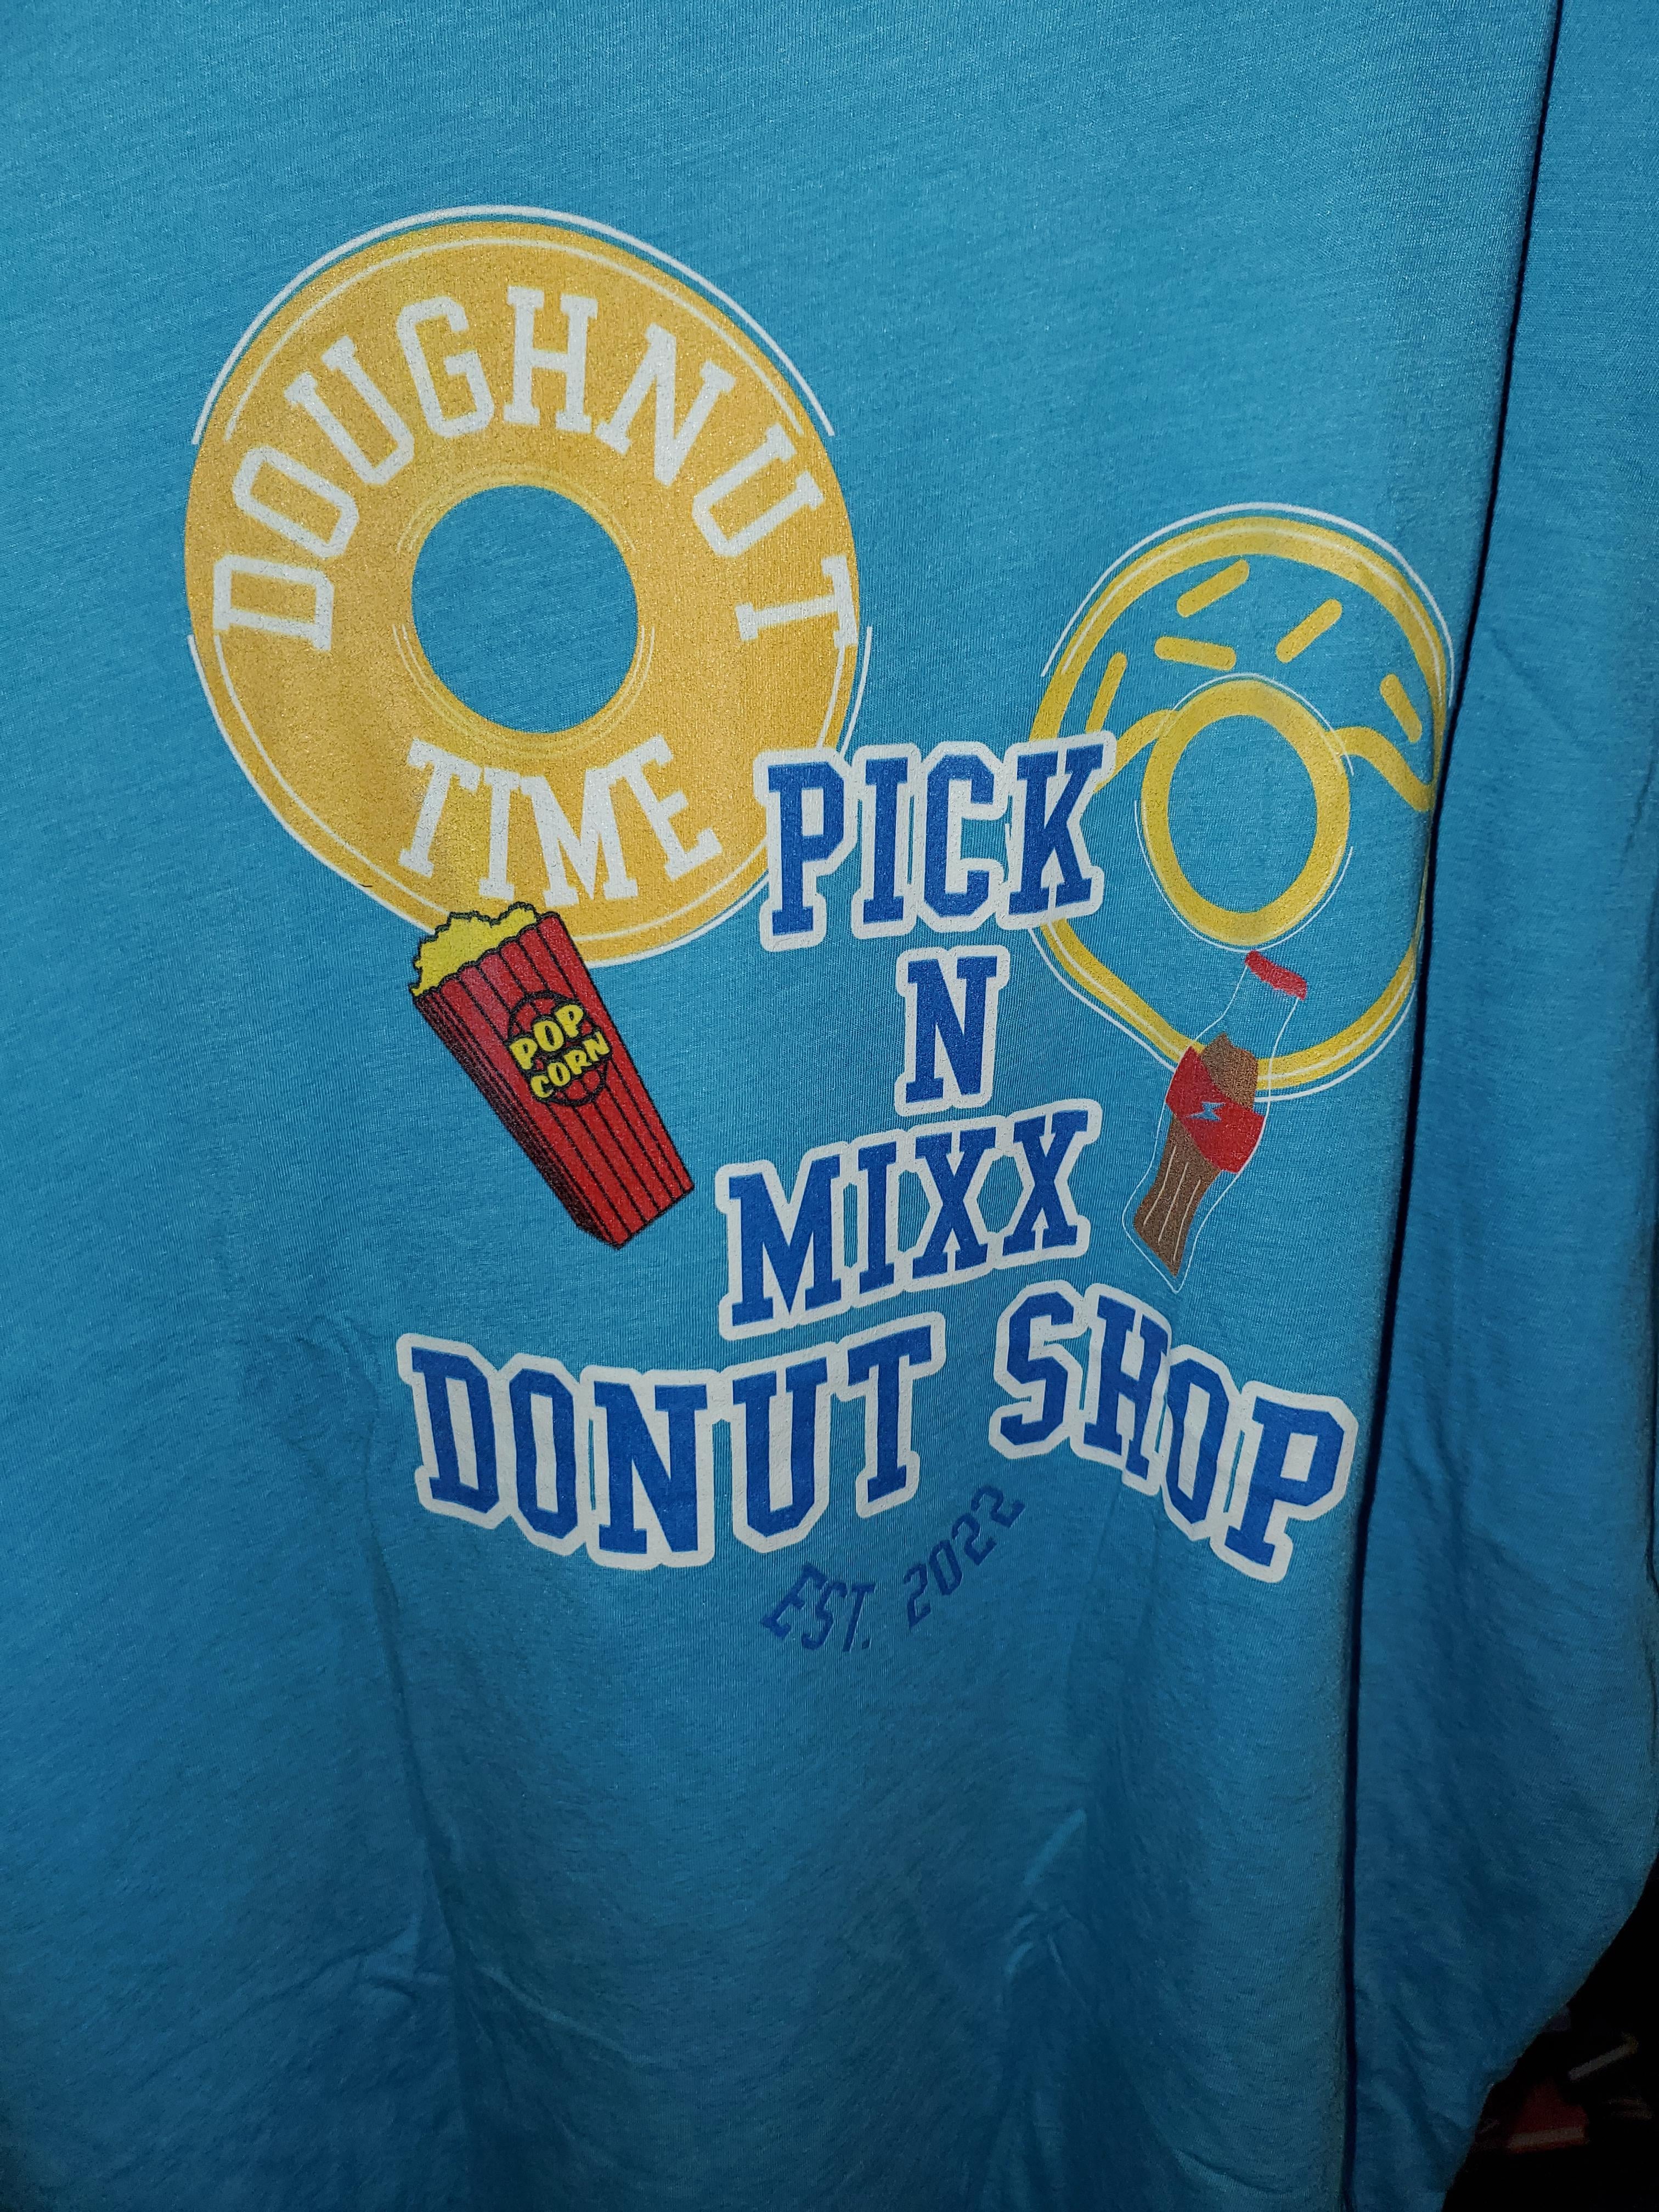 DOUGHNUT
TIME
PICK
N
MIXX
DONUT SHOP
EST. 2022
POP
CORN